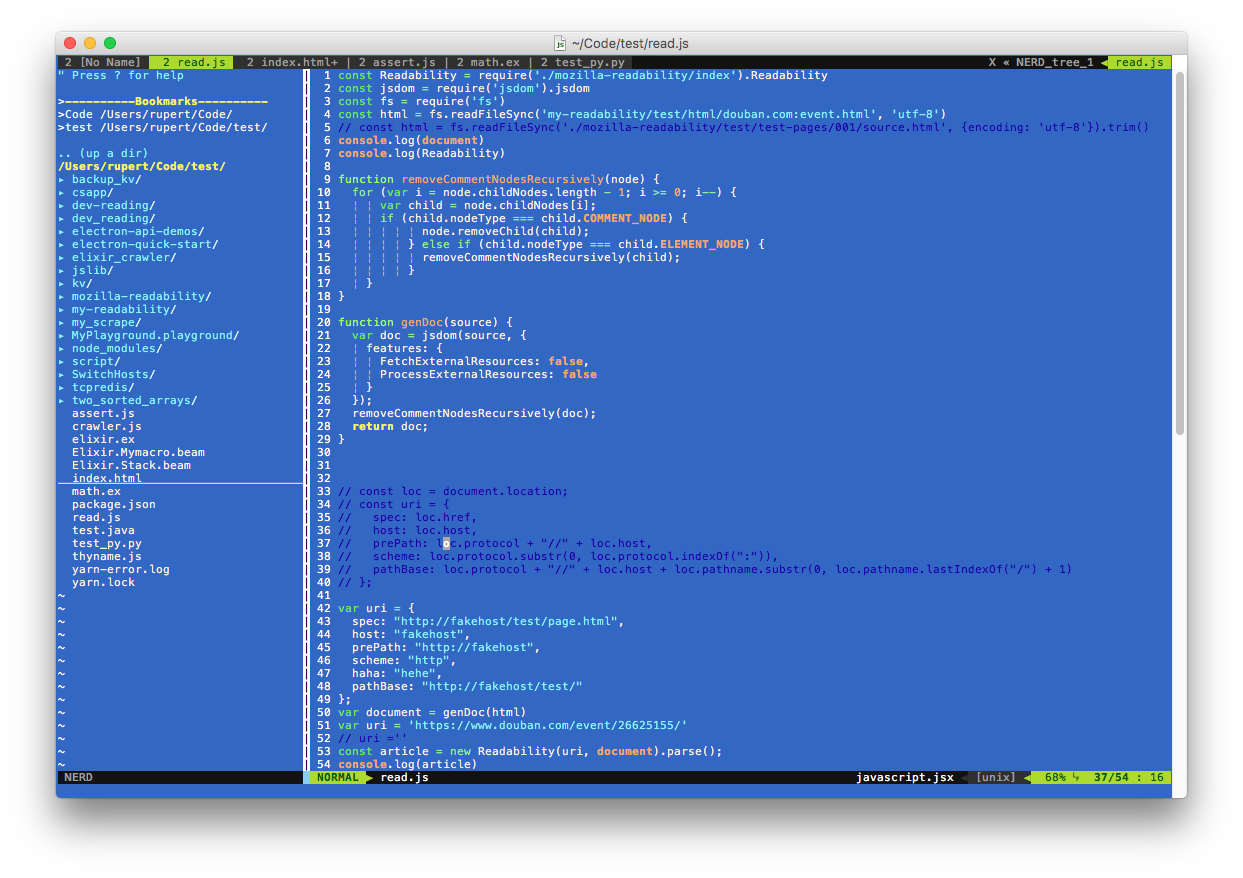 ~/Code/test/read.js
2 [No Name] 2 read.js 2 index.html+ | 2 assert.js | 2 math.ex | 2 test_py.py X « NERD_tree_1 read.js
" Press ? for help
>----------Bookmarks----------
>Code /Users/rupert/Code/
>test /Users/rupert/Code/test/
.. (up a dir)
/Users/rupert/Code/test/
▸ backup_kv/
▸ csapp/
▸ dev-reading/
▸ dev_reading/
▸ electron-api-demos/
▸ electron-quick-start/
▸ elixir_crawler/
▸ jslib/
▸ kv/
▸ mozilla-readability/
▸ my-readability/
▸ my_scrape/
▸ MyPlayground.playground/
▸ node_modules/
▸ script/
▸ SwitchHosts/
▸ tcpredis/
▸ two_sorted_arrays/
assert.js
crawler.js
elixir.ex
Elixir.Mymacro.beam
Elixir.Stack.beam
index.html
math.ex
package.json
read.js
test.java
test_py.py
thyname.js
yarn-error.log
yarn.lock
~
~
~
~
~
~
~
~
~
~
~
~
~
~
1 const Readability = require('./mozilla-readability/index').Readability
2 const jsdom = require('jsdom').jsdom
3 const fs = require('fs')
4 const html = fs.readFileSync('my-readability/test/html/douban.com:event.html', 'utf-8')
5 // const html = fs.readFileSync('./mozilla-readability/test/test-pages/001/source.html', {encoding: 'utf-8'}).trim()
6 console.log(document)
7 console.log(Readability)
8
9 function removeCommentNodesRecursively(node) {
10   for (var i = node.childNodes.length - 1; i >= 0; i--) {
11   ¦ ¦ var child = node.childNodes[i];
12   ¦ ¦ if (child.nodeType === child.COMMENT_NODE) {
13   ¦ ¦ ¦ ¦ ¦ node.removeChild(child);
14   ¦ ¦ ¦ ¦ } else if (child.nodeType === child.ELEMENT_NODE) {
15   ¦ ¦ ¦ ¦ ¦ removeCommentNodesRecursively(child);
16   ¦ ¦ ¦ ¦ }
17   ¦ }
18 }
19
20 function genDoc(source) {
21   var doc = jsdom(source, {
22   ¦ features: {
23   ¦ ¦ FetchExternalResources: false,
24   ¦ ¦ ProcessExternalResources: false
25   ¦ }
26   });
27   removeCommentNodesRecursively(doc);
28   return doc;
29 }
30
31
32
33 // const loc = document.location;
34 // const uri = {
35 //   spec: loc.href,
36 //   host: loc.host,
37 //   prePath: loc.protocol + "//" + loc.host,
38 //   scheme: loc.protocol.substr(0, loc.protocol.indexOf(":")),
39 //   pathBase: loc.protocol + "//" + loc.host + loc.pathname.substr(0, loc.pathname.lastIndexOf("/") + 1)
40 // };
41
42 var uri = {
43   spec: "http://fakehost/test/page.html",
44   host: "fakehost",
45   prePath: "http://fakehost",
46   scheme: "http",
47   haha: "hehe",
48   pathBase: "http://fakehost/test/"
49 };
50 var document = genDoc(html)
51 var uri = 'https://www.douban.com/event/26625155/'
52 // uri =''
53 const article = new Readability(uri, document).parse();
54 console.log(article)
NERD NORMAL read.js javascript.jsx [unix] 68% 37/54 : 16